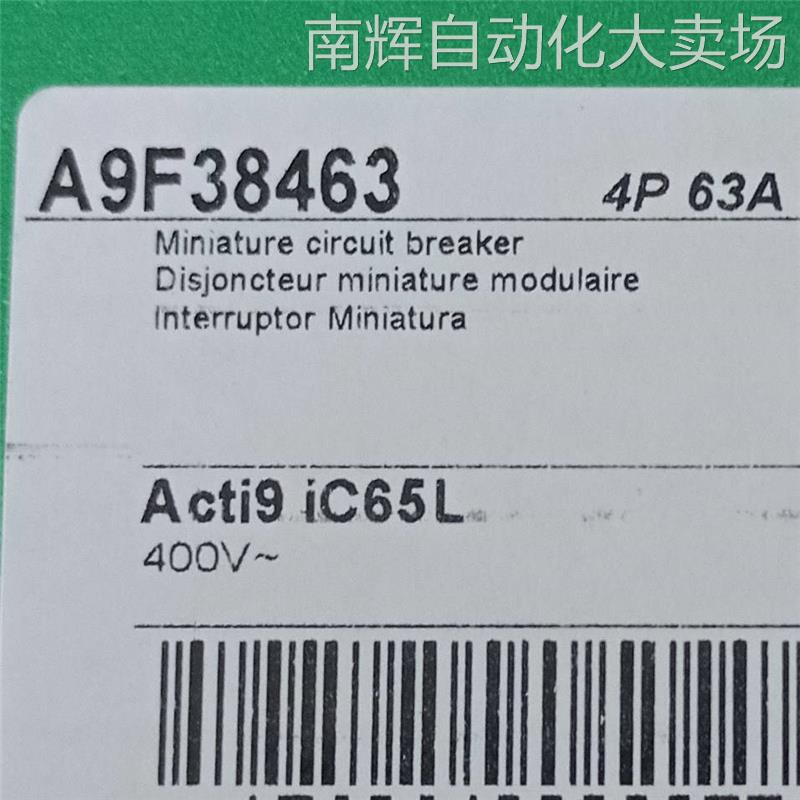 南辉自动化大卖场
A9F38463 4P 63A
Miniature circuit breaker
Disjoncteur miniature modulaire
Interruptor Miniatura
Acti9 iC65L
400V~